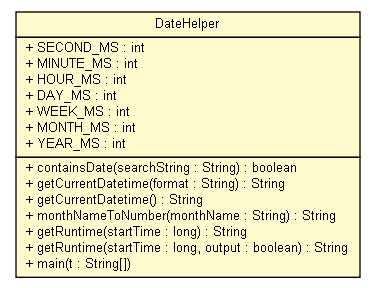 DateHelper
+ SECOND_MS : int
+ MINUTE_MS : int
+ HOUR_MS : int
+ DAY_MS : int
+ WEEK_MS : int
+ MONTH_MS : int
+ YEAR_MS : int
+ containsDate(searchString : String) : boolean
+ getCurrentDatetime(format : String) : String
+ getCurrentDatetime() : String
+ monthNameToNumber(monthName : String) : String
+ getRuntime(startTime : long) : String
+ getRuntime(startTime : long, output : boolean) : String
+ main(t : String[])